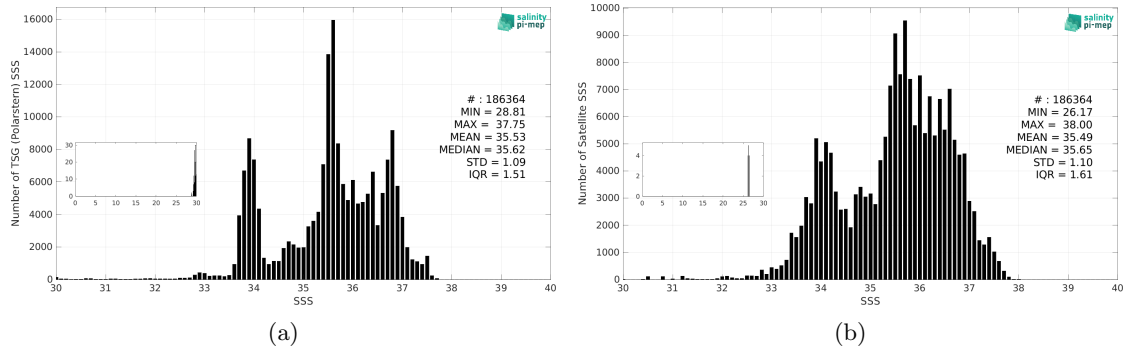 16000
14000
12000
10000
8000
6000
4000
2000
0
Number of TSG (Polarstern) SSS
30 31 32 33 34 35 36 37 38 39 40
SSS
salinity
pi-mep
# : 186364
MIN = 28.81
MAX = 37.75
MEAN = 35.53
MEDIAN = 35.62
STD = 1.09
IQR = 1.51
30
20
10
0
0 5 10 15 20 25 30
(a)
10000
9000
8000
7000
6000
5000
4000
3000
2000
1000
0
Number of Satellite SSS
30 31 32 33 34 35 36 37 38 39 40
SSS
salinity
pi-mep
# : 186364
MIN = 26.17
MAX = 38.00
MEAN = 35.49
MEDIAN = 35.65
STD = 1.10
IQR = 1.61
4
2
0
0 5 10 15 20 25 30
(b)